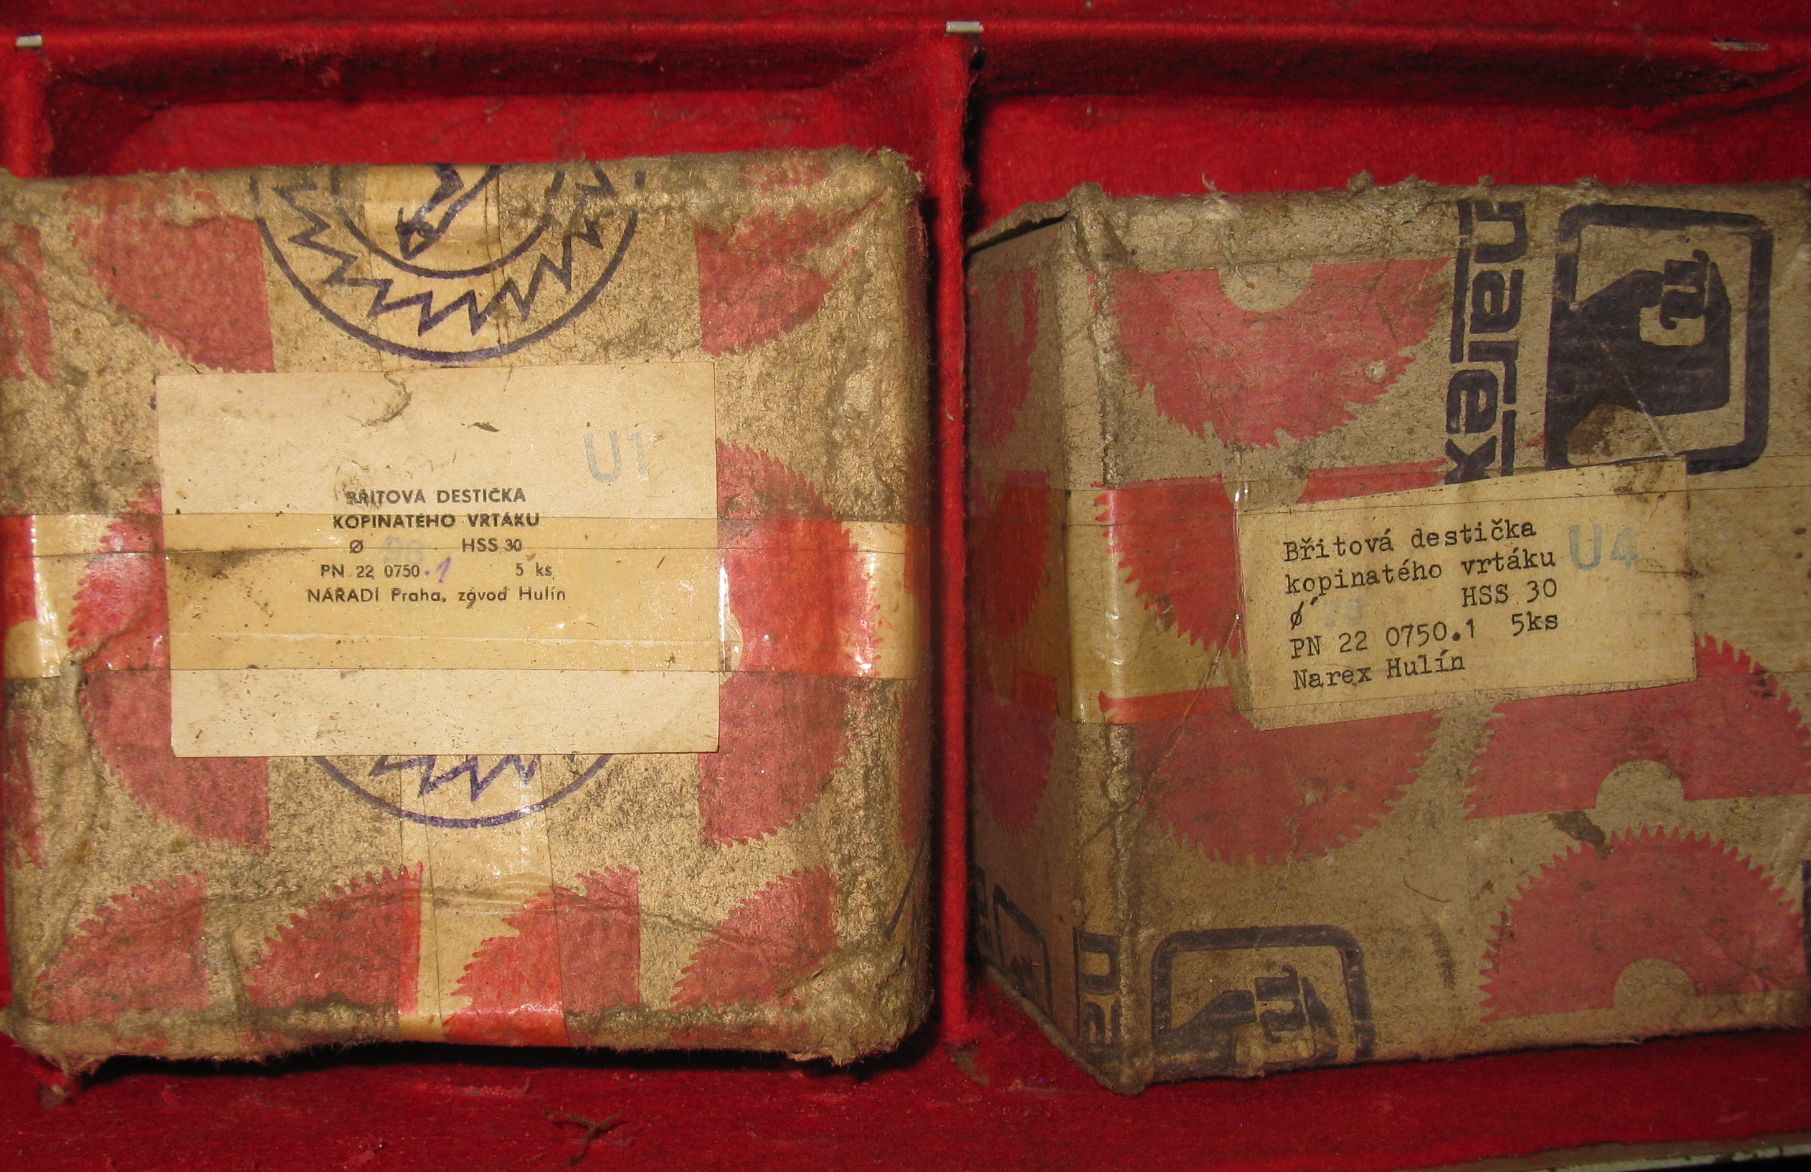 U1
BŘITOVÁ DESTIČKA
KOPINATÉHO VRTÁKU
Ø HSS 30
PN 22 0750.1 5 ks
NÁŘADÍ Praha, závod Hulín
narex
Břitová destička
kopinatého vrtáku U4
Ø HSS 30
PN 22 0750.1 5ks
Narex Hulín